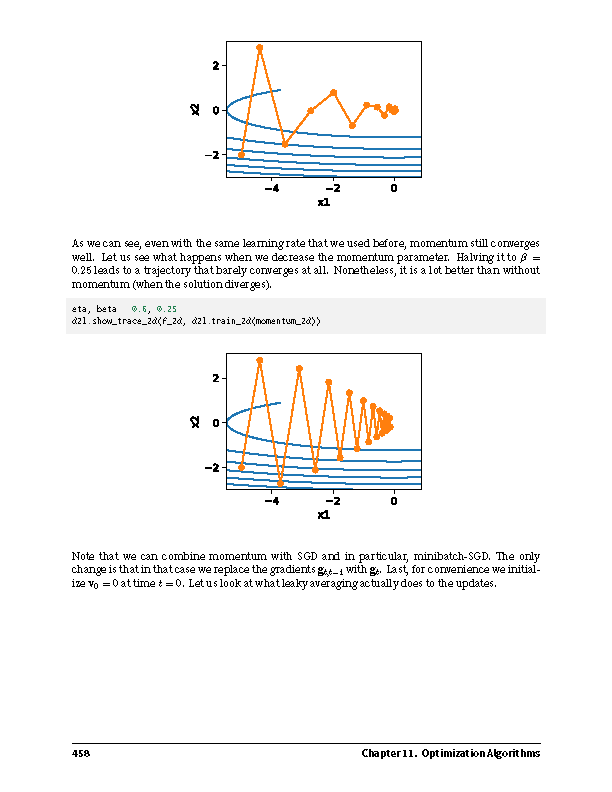 2
0
−2
x2
−4
−2
0
x1
As we can see, even with the same learning rate that we used before, momentum still converges
well. Let us see what happens when we decrease the momentum parameter. Halving it to β =
0.25 leads to a trajectory that barely converges at all. Nonetheless, it is a lot better than without
momentum (when the solution diverges).
eta, beta = 0.6, 0.25
d2l.show_trace_2d(f_2d, d2l.train_2d(momentum_2d))
2
0
−2
x2
−4
−2
0
x1
Note that we can combine momentum with SGD and in particular, minibatch-SGD. The only
change is that in that case we replace the gradients g_{t,t−1} with g_t. Last, for convenience we initial-
ize v_0 = 0 at time t = 0. Let us look at what leaky averaging actually does to the updates.
458
Chapter 11. Optimization Algorithms